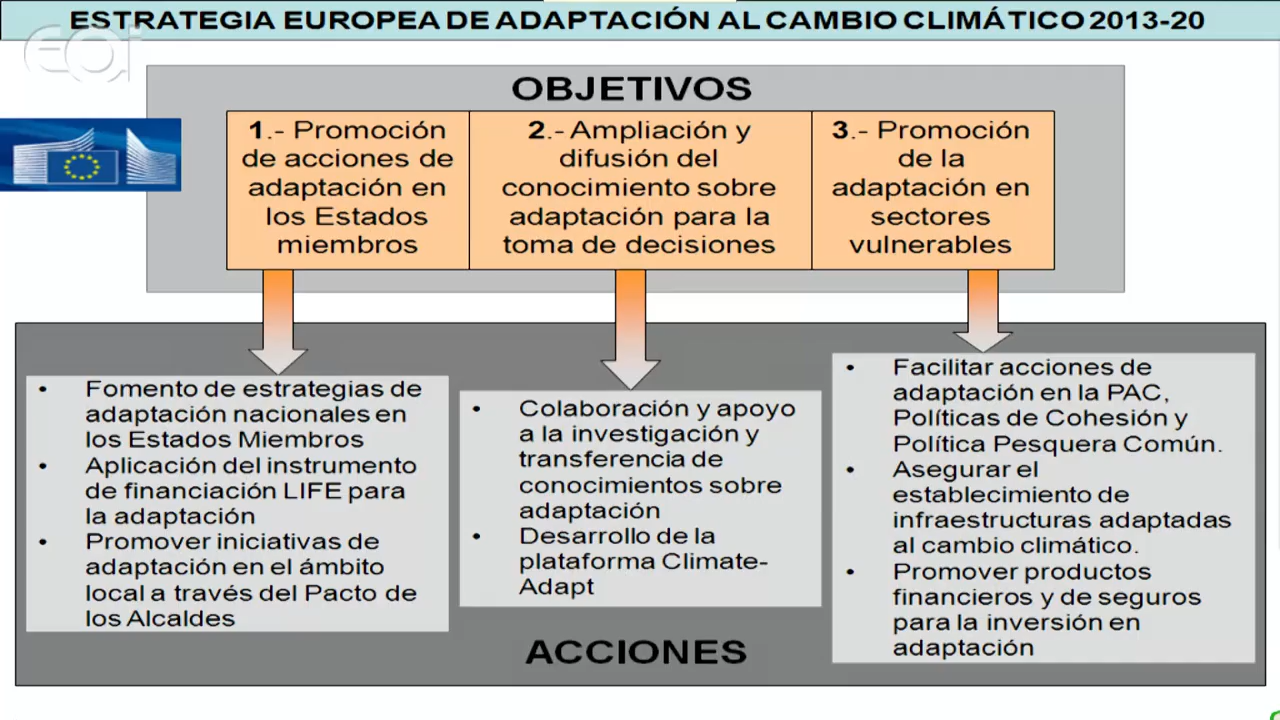 ESTRATEGIA EUROPEA DE ADAPTACIÓN AL CAMBIO CLIMÁTICO 2013-20
eoi
OBJETIVOS
1.- Promoción
de acciones de
adaptación en
los Estados
miembros
2.- Ampliación y
difusión del
conocimiento sobre
adaptación para la
toma de decisiones
3.- Promoción
de la
adaptación en
sectores
vulnerables
• Fomento de estrategias de
adaptación nacionales en
los Estados Miembros
• Aplicación del instrumento
de financiación LIFE para
la adaptación
• Promover iniciativas de
adaptación en el ámbito
local a través del Pacto de
los Alcaldes
• Colaboración y apoyo
a la investigación y
transferencia de
conocimientos sobre
adaptación
• Desarrollo de la
plataforma Climate-
Adapt
• Facilitar acciones de
adaptación en la PAC,
Políticas de Cohesión y
Política Pesquera Común.
• Asegurar el
establecimiento de
infraestructuras adaptadas
al cambio climático.
• Promover productos
financieros y de seguros
para la inversión en
adaptación
ACCIONES